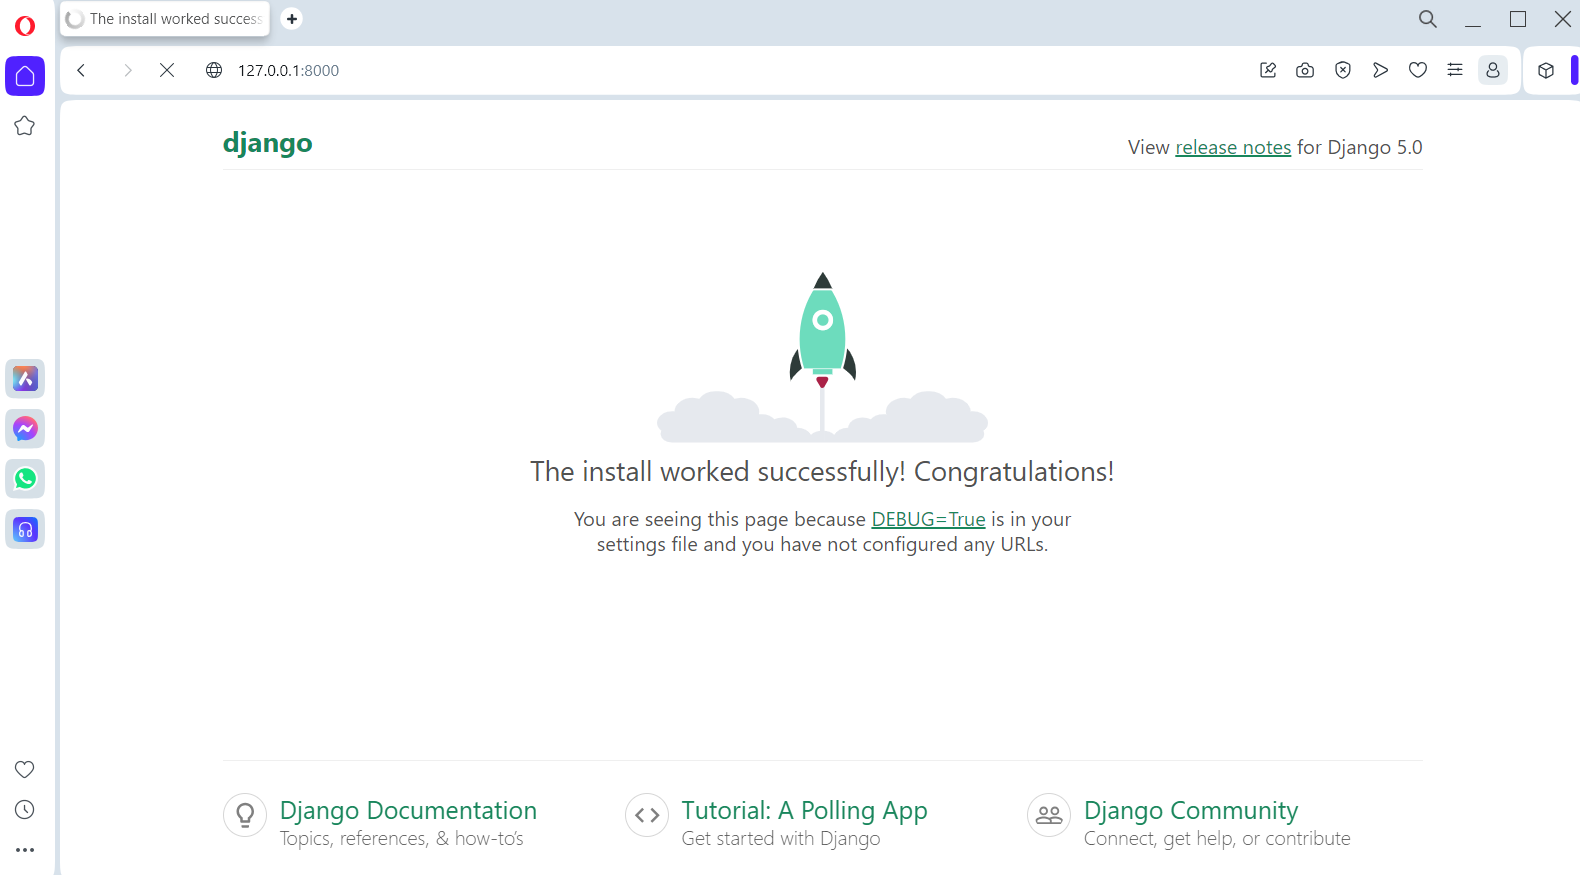 The install worked success
127.0.0.1:8000
django
View release notes for Django 5.0
The install worked successfully! Congratulations!
You are seeing this page because DEBUG=True is in your
settings file and you have not configured any URLs.
Django Documentation
Topics, references, & how-to’s
Tutorial: A Polling App
Get started with Django
Django Community
Connect, get help, or contribute